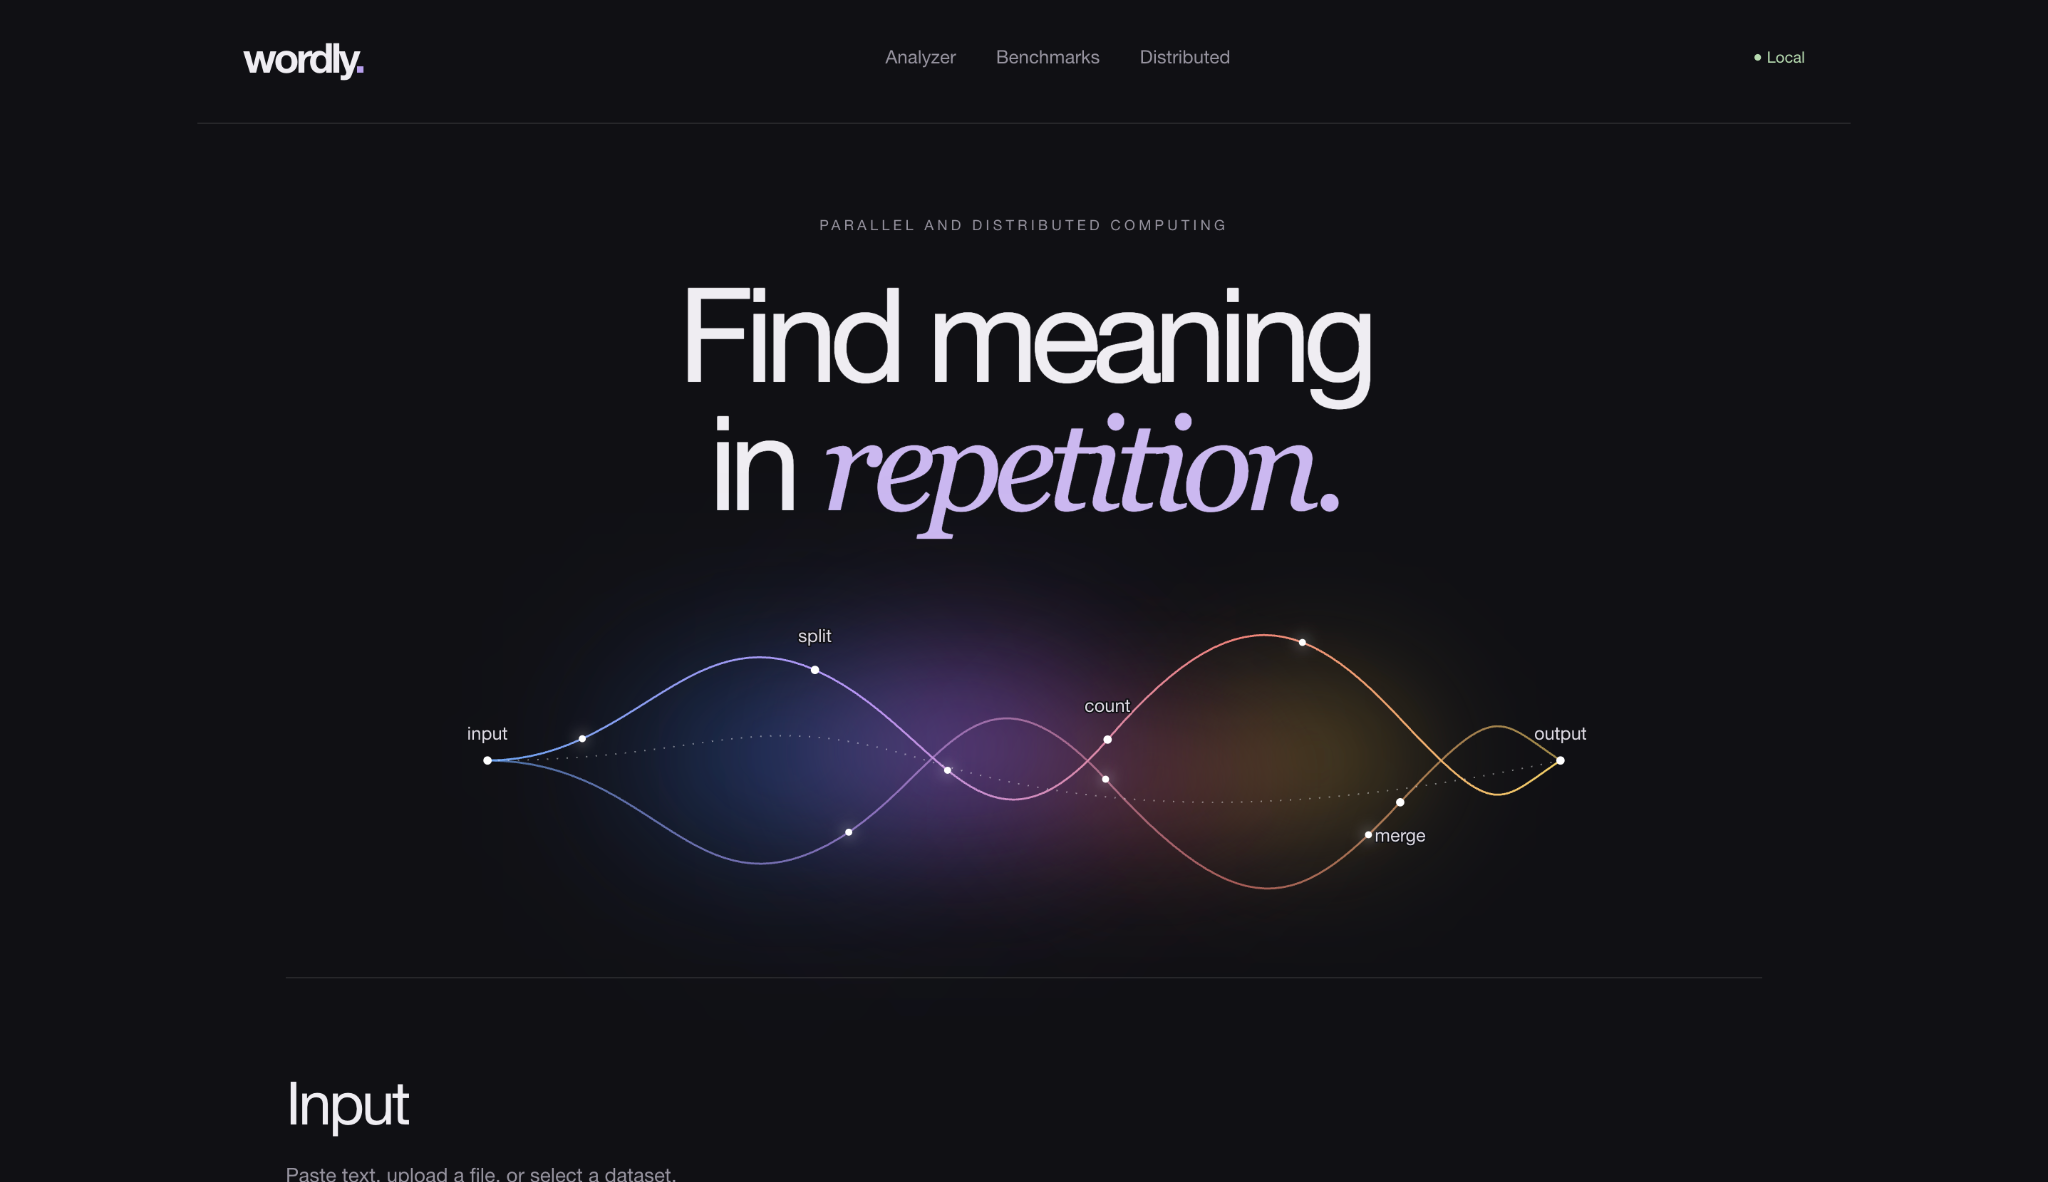 wordly.
Analyzer
Benchmarks
Distributed
Local
PARALLEL AND DISTRIBUTED COMPUTING
Find meaning
in repetition.
split
count
input
output
merge
Input
Paste text, upload a file, or select a dataset.